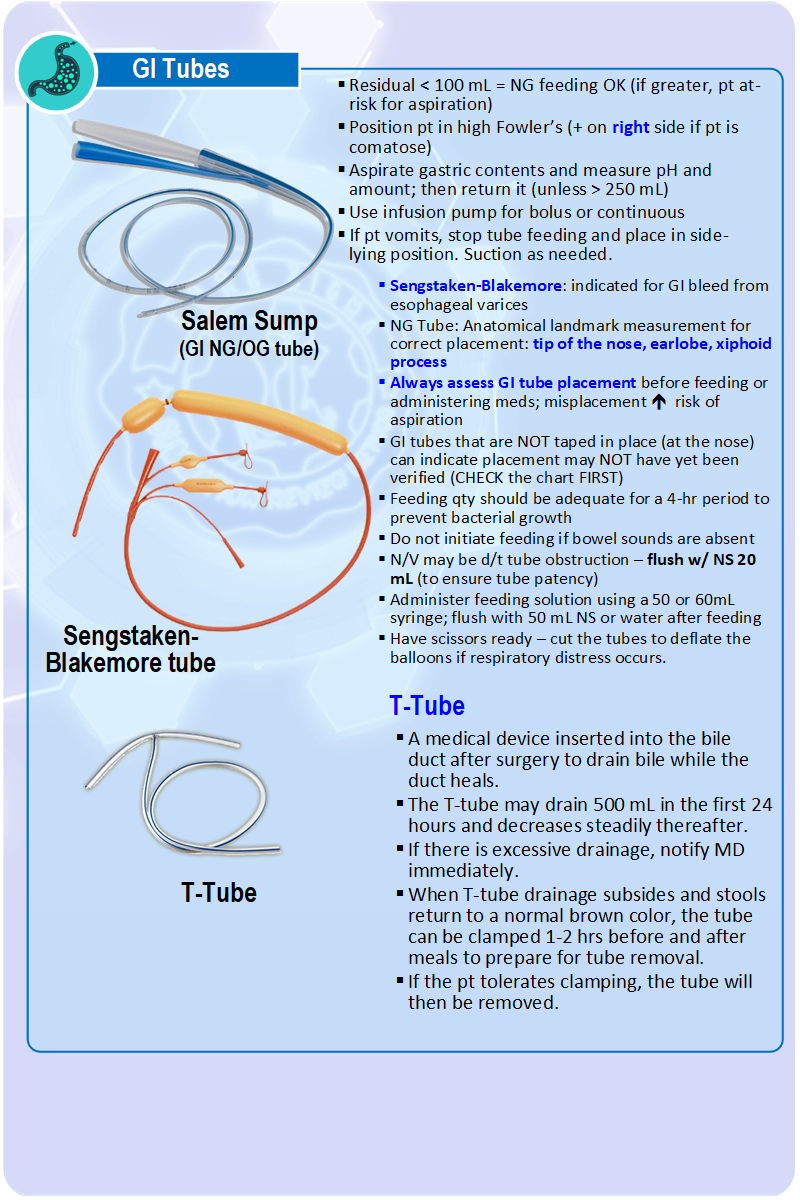 GI Tubes
▪ Residual < 100 mL = NG feeding OK (if greater, pt at-
risk for aspiration)
▪ Position pt in high Fowler's (+ on right side if pt is
comatose)
▪ Aspirate gastric contents and measure pH and
amount; then return it (unless > 250 mL)
▪ Use infusion pump for bolus or continuous
▪ If pt vomits, stop tube feeding and place in side-
lying position. Suction as needed.
Salem Sump
(GI NG/OG tube)
▪ Sengstaken-Blakemore: indicated for GI bleed from
esophageal varices
▪ NG Tube: Anatomical landmark measurement for
correct placement: tip of the nose, earlobe, xiphoid
process
▪ Always assess GI tube placement before feeding or
administering meds; misplacement ↑ risk of
aspiration
▪ GI tubes that are NOT taped in place (at the nose)
can indicate placement may NOT have yet been
verified (CHECK the chart FIRST)
▪ Feeding qty should be adequate for a 4-hr period to
prevent bacterial growth
▪ Do not initiate feeding if bowel sounds are absent
▪ N/V may be d/t tube obstruction – flush w/ NS 20
mL (to ensure tube patency)
▪ Administer feeding solution using a 50 or 60mL
syringe; flush with 50 mL NS or water after feeding
▪ Have scissors ready – cut the tubes to deflate the
balloons if respiratory distress occurs.
Sengstaken-
Blakemore tube
T-Tube
▪ A medical device inserted into the bile
duct after surgery to drain bile while the
duct heals.
▪ The T-tube may drain 500 mL in the first 24
hours and decreases steadily thereafter.
▪ If there is excessive drainage, notify MD
immediately.
▪ When T-tube drainage subsides and stools
return to a normal brown color, the tube
can be clamped 1-2 hrs before and after
meals to prepare for tube removal.
▪ If the pt tolerates clamping, the tube will
then be removed.
T-Tube